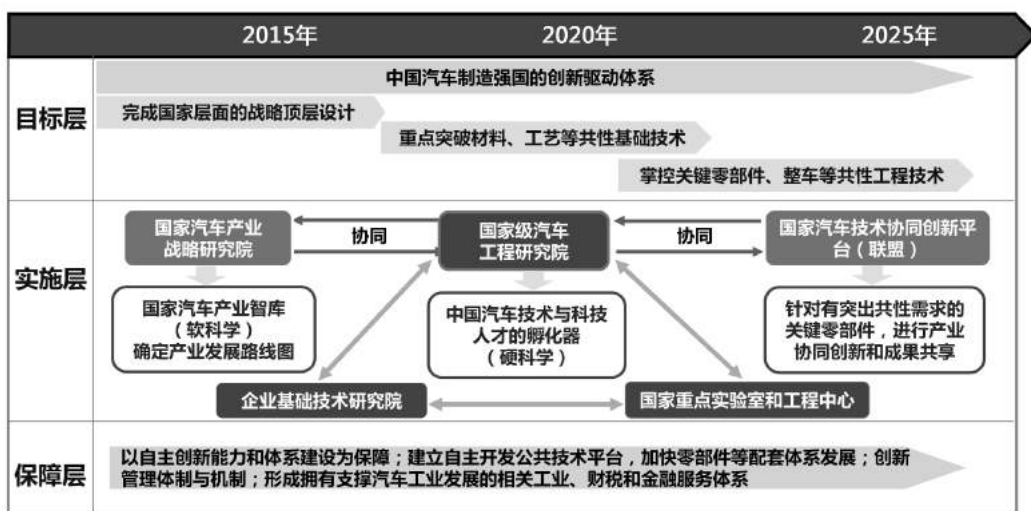 2015年 2020年 2025年
目标层
中国汽车制造强国的创新驱动体系
完成国家层面的战略顶层设计
重点突破材料、工艺等共性基础技术
掌控关键零部件、整车等共性工程技术
实施层
国家汽车产业
战略研究院
协同
国家级汽车
工程研究院
协同
国家汽车技术协同创新平
台（联盟）
国家汽车产业智库
（软科学）
确定产业发展路线图
中国汽车技术与科技
人才的孵化器
（硬科学）
针对有突出共性需求的
关键零部件，进行产业
协同创新和成果共享
企业基础技术研究院
国家重点实验室和工程中心
保障层
以自主创新能力和体系建设为保障；建立自主开发公共技术平台，加快零部件等配套体系发展；创新
管理体制与机制；形成拥有支撑汽车工业发展的相关工业、财税和金融服务体系